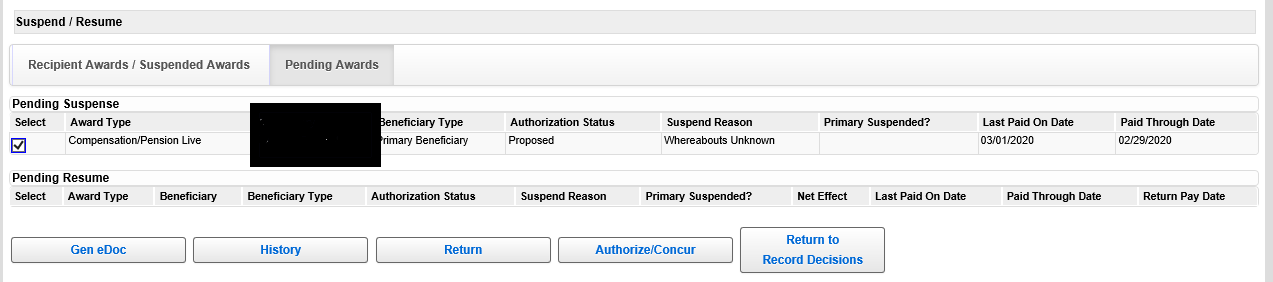 Suspend / Resume
Recipient Awards / Suspended Awards Pending Awards
Pending Suspense
Select Award Type Beneficiary Type Authorization Status Suspend Reason Primary Suspended? Last Paid On Date Paid Through Date
Compensation/Pension Live Primary Beneficiary Proposed Whereabouts Unknown 03/01/2020 02/29/2020
Pending Resume
Select Award Type Beneficiary Beneficiary Type Authorization Status Suspend Reason Primary Suspended? Net Effect Last Paid On Date Paid Through Date Return Pay Date
Gen eDoc History Return Authorize/Concur Return to
Record Decisions